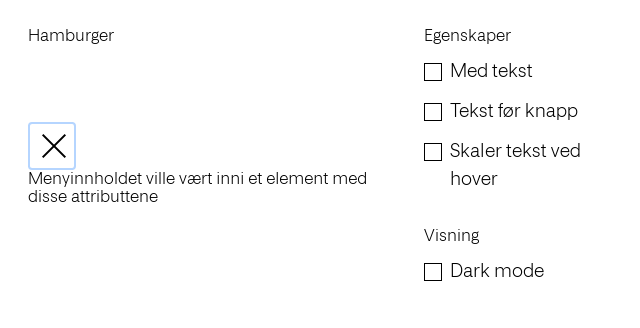 Hamburger
Menyinnholdet ville vært inni et element med
disse attributtene
Egenskaper
Med tekst
Tekst før knapp
Skaler tekst ved
hover
Visning
Dark mode